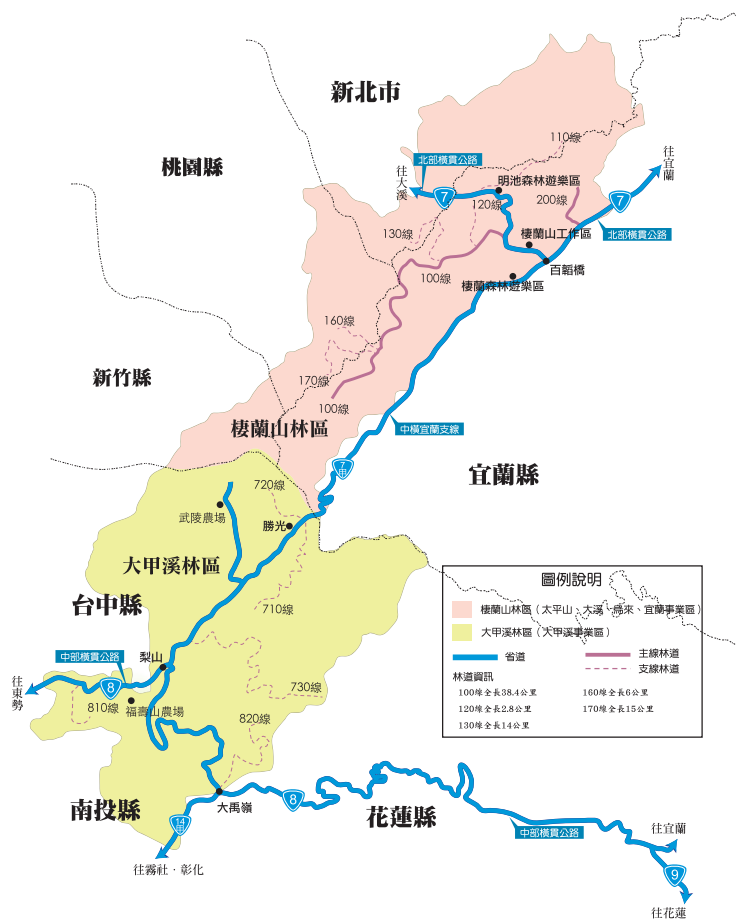 新北市
桃園縣
110線
北部橫貫公路
往宜蘭
往大溪
明池森林遊樂區
7
120線
200線
7
130線
棲蘭山工作區
北部橫貫公路
100線
百韜橋
棲蘭森林遊樂區
160線
新竹縣
170線
100線
棲蘭山林區
中橫宜蘭支線
7甲
宜蘭縣
720線
武陵農場
勝光
大甲溪林區
台中縣
710線
圖例說明
棲蘭山林區(太平山、大溪、烏來、宜蘭事業區)
大甲溪林區(大甲溪事業區)
省道
主線林道
支線林道
林道資訊
100線全長38.4公里
160線全長6公里
120線全長2.8公里
170線全長15公里
130線全長14公里
中部橫貫公路
梨山
往東勢
8
810線
福壽山農場
730線
820線
南投縣
大禹嶺
8
花蓮縣
14甲
中部橫貫公路
往宜蘭
往霧社・彰化
9
往花蓮